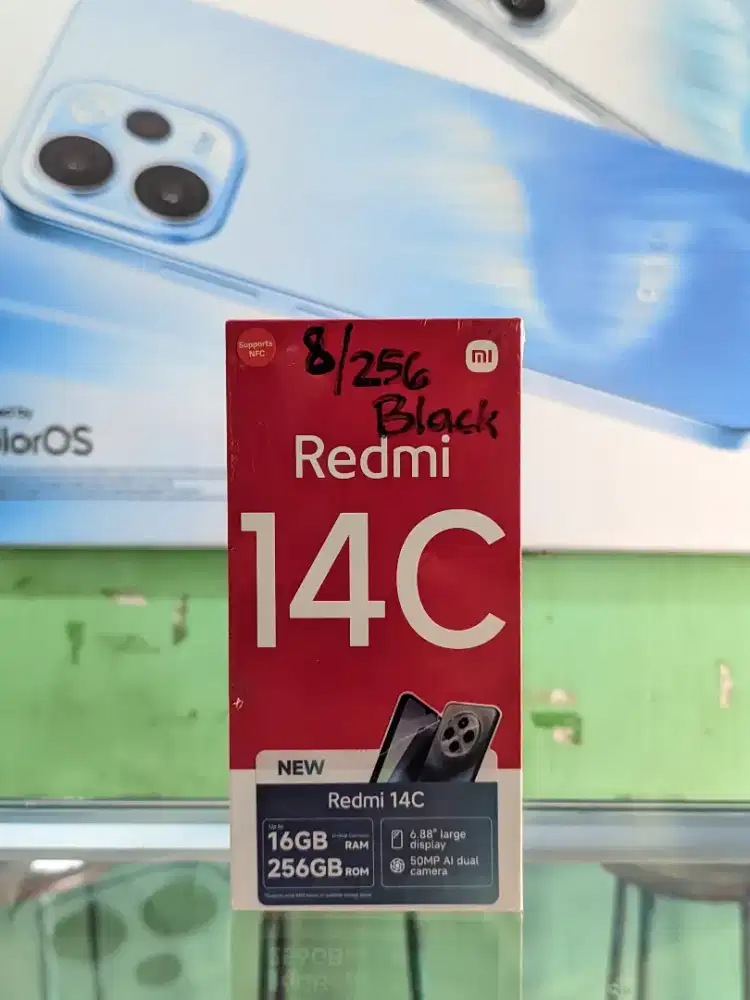 Supports
NFC
8/256
Black
mi
Redmi
14C
lorOS
NEW
Redmi 14C
Up to
16GB RAM
256GB ROM
6.88" large
display
50MP AI dual
camera